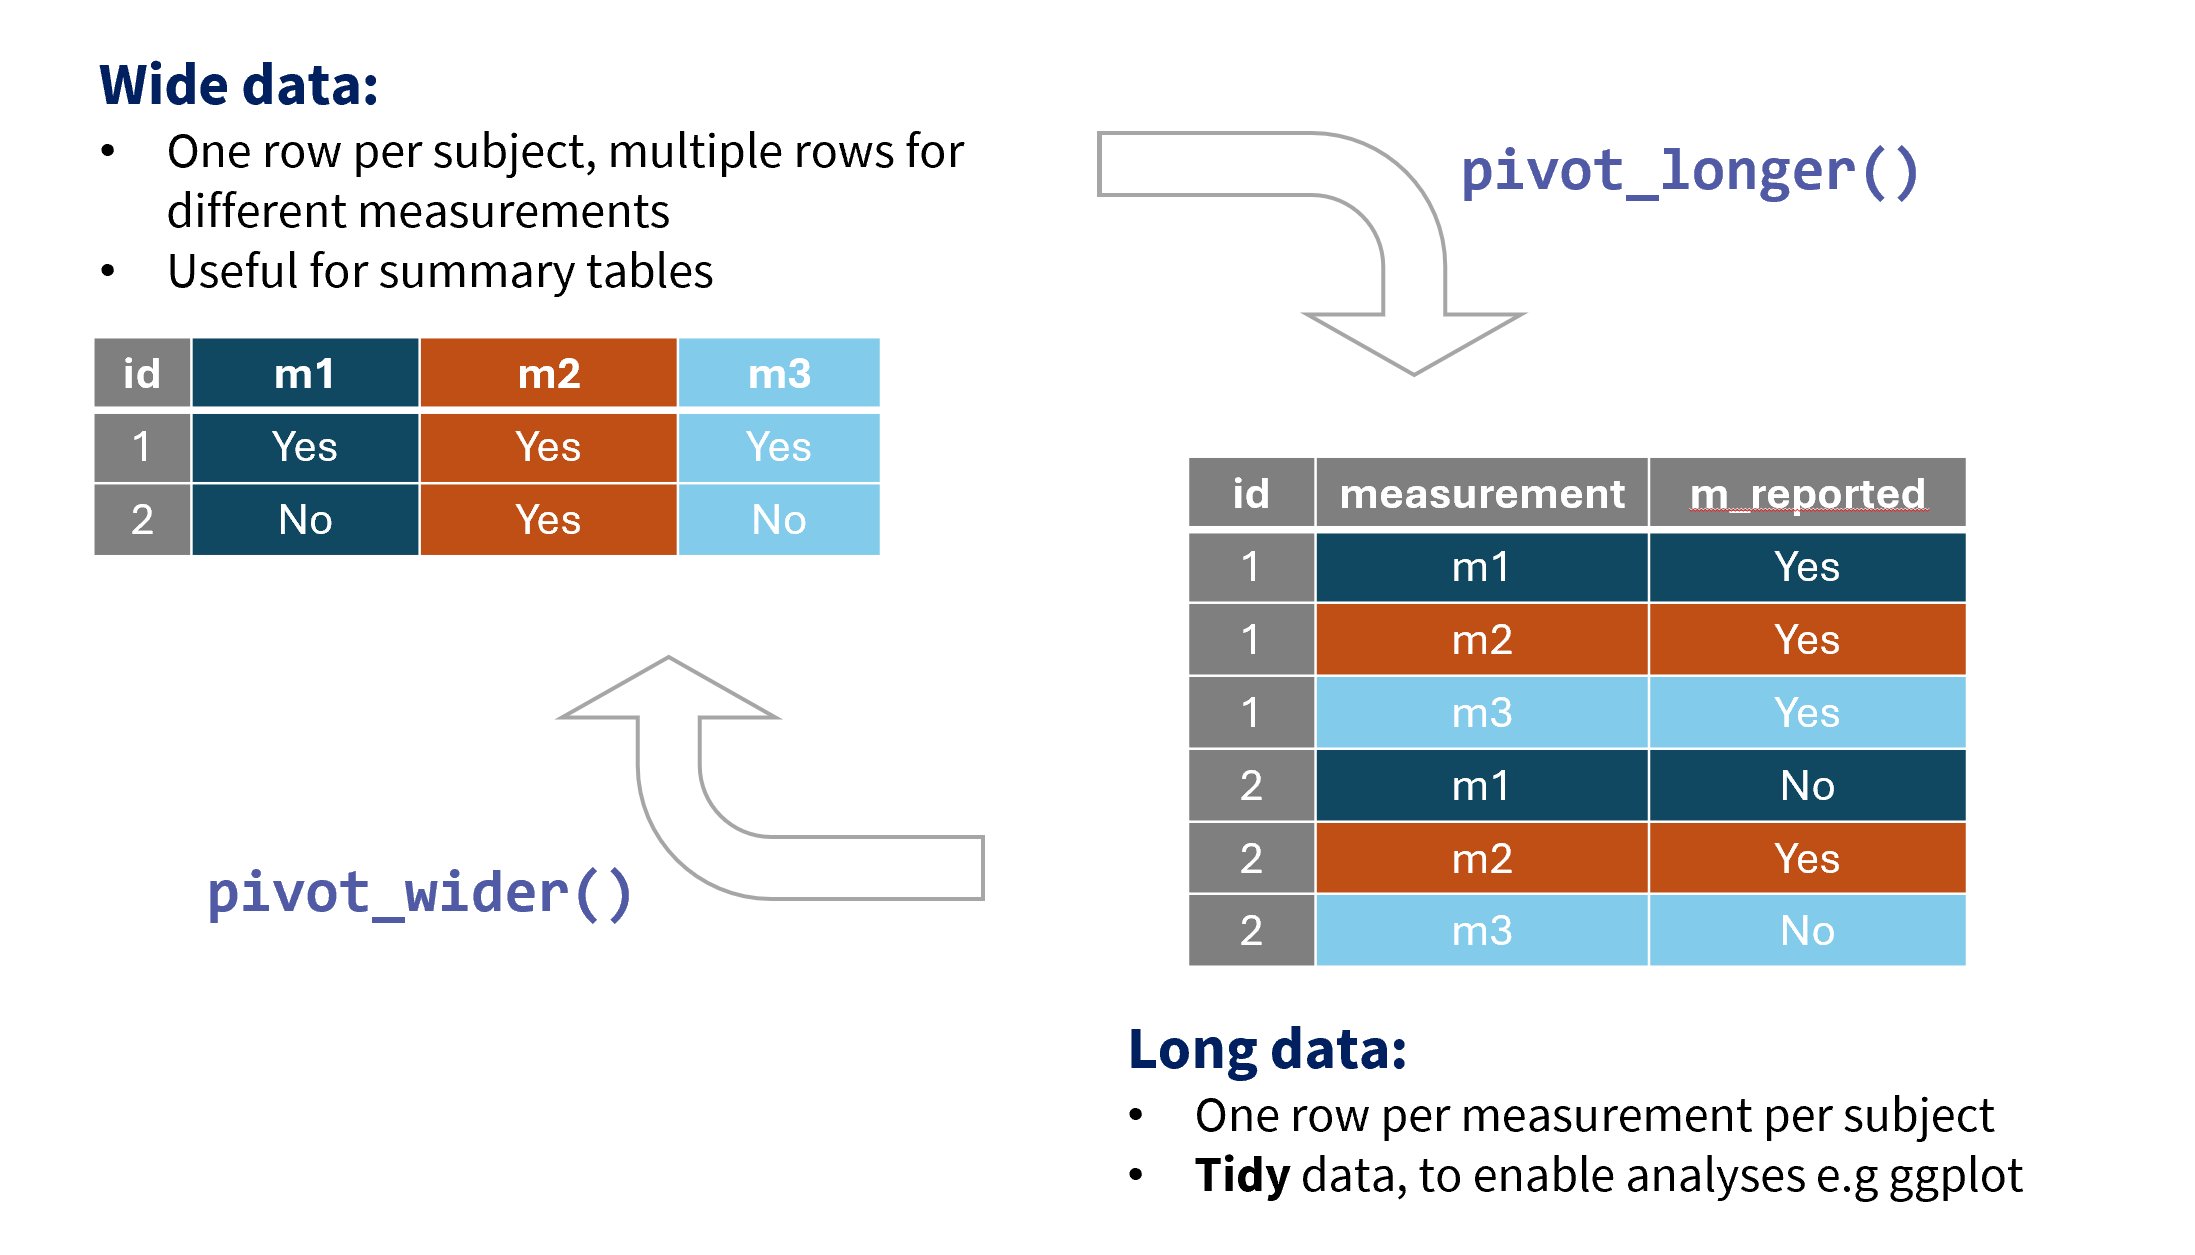 Wide data:
• One row per subject, multiple rows for
different measurements
• Useful for summary tables
id m1 m2 m3
1 Yes Yes Yes
2 No Yes No
pivot_longer()
id measurement m_reported
1 m1 Yes
1 m2 Yes
1 m3 Yes
2 m1 No
2 m2 Yes
2 m3 No
pivot_wider()
Long data:
• One row per measurement per subject
• Tidy data, to enable analyses e.g ggplot